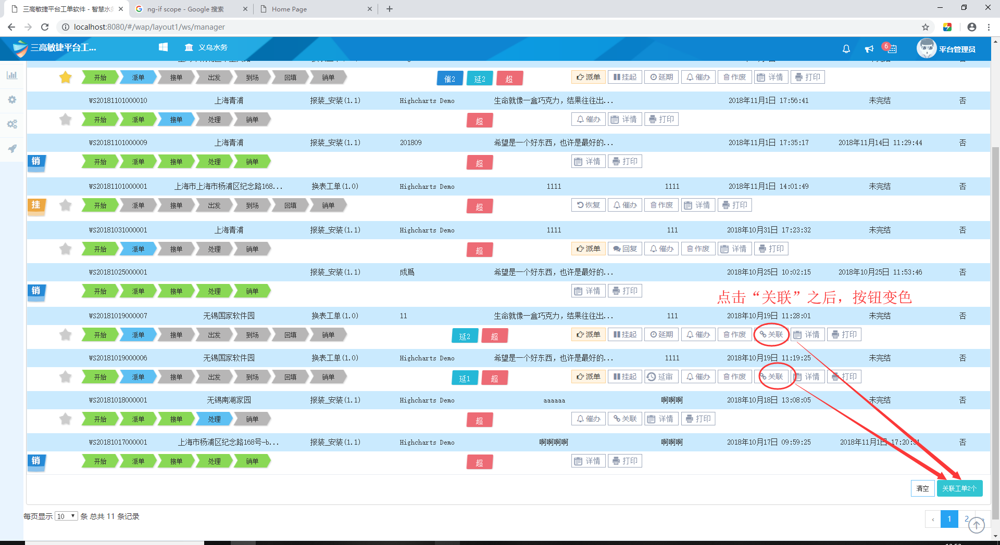 三高敏捷平台工单软件 - 智慧水务
ng-if scope - Google 搜索
Home Page
localhost:8080/#/wap/layout1/ws/manager
三高敏捷平台工...
义乌水务
6
平台管理员
开始 派单 接单 出发 到场 回填 销单 催2 延2 超 派单 挂起 延期 催办 作废 详情 打印
WS20181101000010 上海青浦 报装_安装(1.1) Highcharts Demo 生命就像一盒巧克力，结果往往出... 2018年11月1日 17:56:41 未完结 否
开始 派单 接单 处理 销单 超 催办 详情 打印
WS20181101000009 上海青浦 报装_安装(1.1) 201809 希望是一个好东西，也许是最好的... 2018年11月1日 17:35:17 2018年11月14日 11:29:44 否
销 开始 派单 接单 处理 销单 超 详情 打印
WS20181101000001 上海市上海市杨浦区纪念路168... 换表工单(1.0) Highcharts Demo 1111 1111 2018年11月1日 14:01:49 未完结 否
挂 开始 派单 接单 出发 到场 回填 销单 超 恢复 催办 作废 详情 打印
WS20181031000001 上海青浦 报装_安装(1.1) Highcharts Demo 1111 111 2018年10月31日 17:23:32 未完结 否
开始 派单 接单 处理 销单 超 派单 回复 催办 作废 详情 打印
WS20181025000001 报装_安装(1.1) 成爲 希望是一个好东西，也许是最好的... 2018年10月25日 10:02:15 2018年10月25日 11:53:46 否
销 开始 派单 接单 处理 销单 详情 打印
点击“关联”之后，按钮变色
WS20181019000007 无锡国家软件园 换表工单(1.0) 11 生命就像一盒巧克力，结果往往出... 111 2018年10月19日 11:28:01 未完结 否
开始 派单 接单 出发 到场 回填 销单 延2 超 派单 挂起 延期 催办 作废 关联 详情 打印
WS20181019000006 无锡国家软件园 换表工单(1.0) Highcharts Demo 希望是一个好东西，也许是最好的... 1111 2018年10月19日 11:19:25 未完结 否
开始 派单 接单 出发 到场 回填 销单 延1 超 派单 挂起 延审 催办 作废 关联 详情 打印
WS20181018000001 无锡南湖家园 报装_安装(1.1) Highcharts Demo aaaaaa 啊啊啊 2018年10月18日 13:08:05 未完结 否
开始 派单 接单 处理 销单 超 催办 关联 详情 打印
WS20181017000001 上海市杨浦区纪念路168号-b... 报装_安装(1.1) Highcharts Demo 啊啊啊啊 啊啊啊 2018年10月17日 09:59:25 2018年11月1日 否
销 开始 派单 接单 处理 销单 超 详情 打印
清空 关联工单2个
每页显示 10 条 总共 11 条记录
‹ 1 2